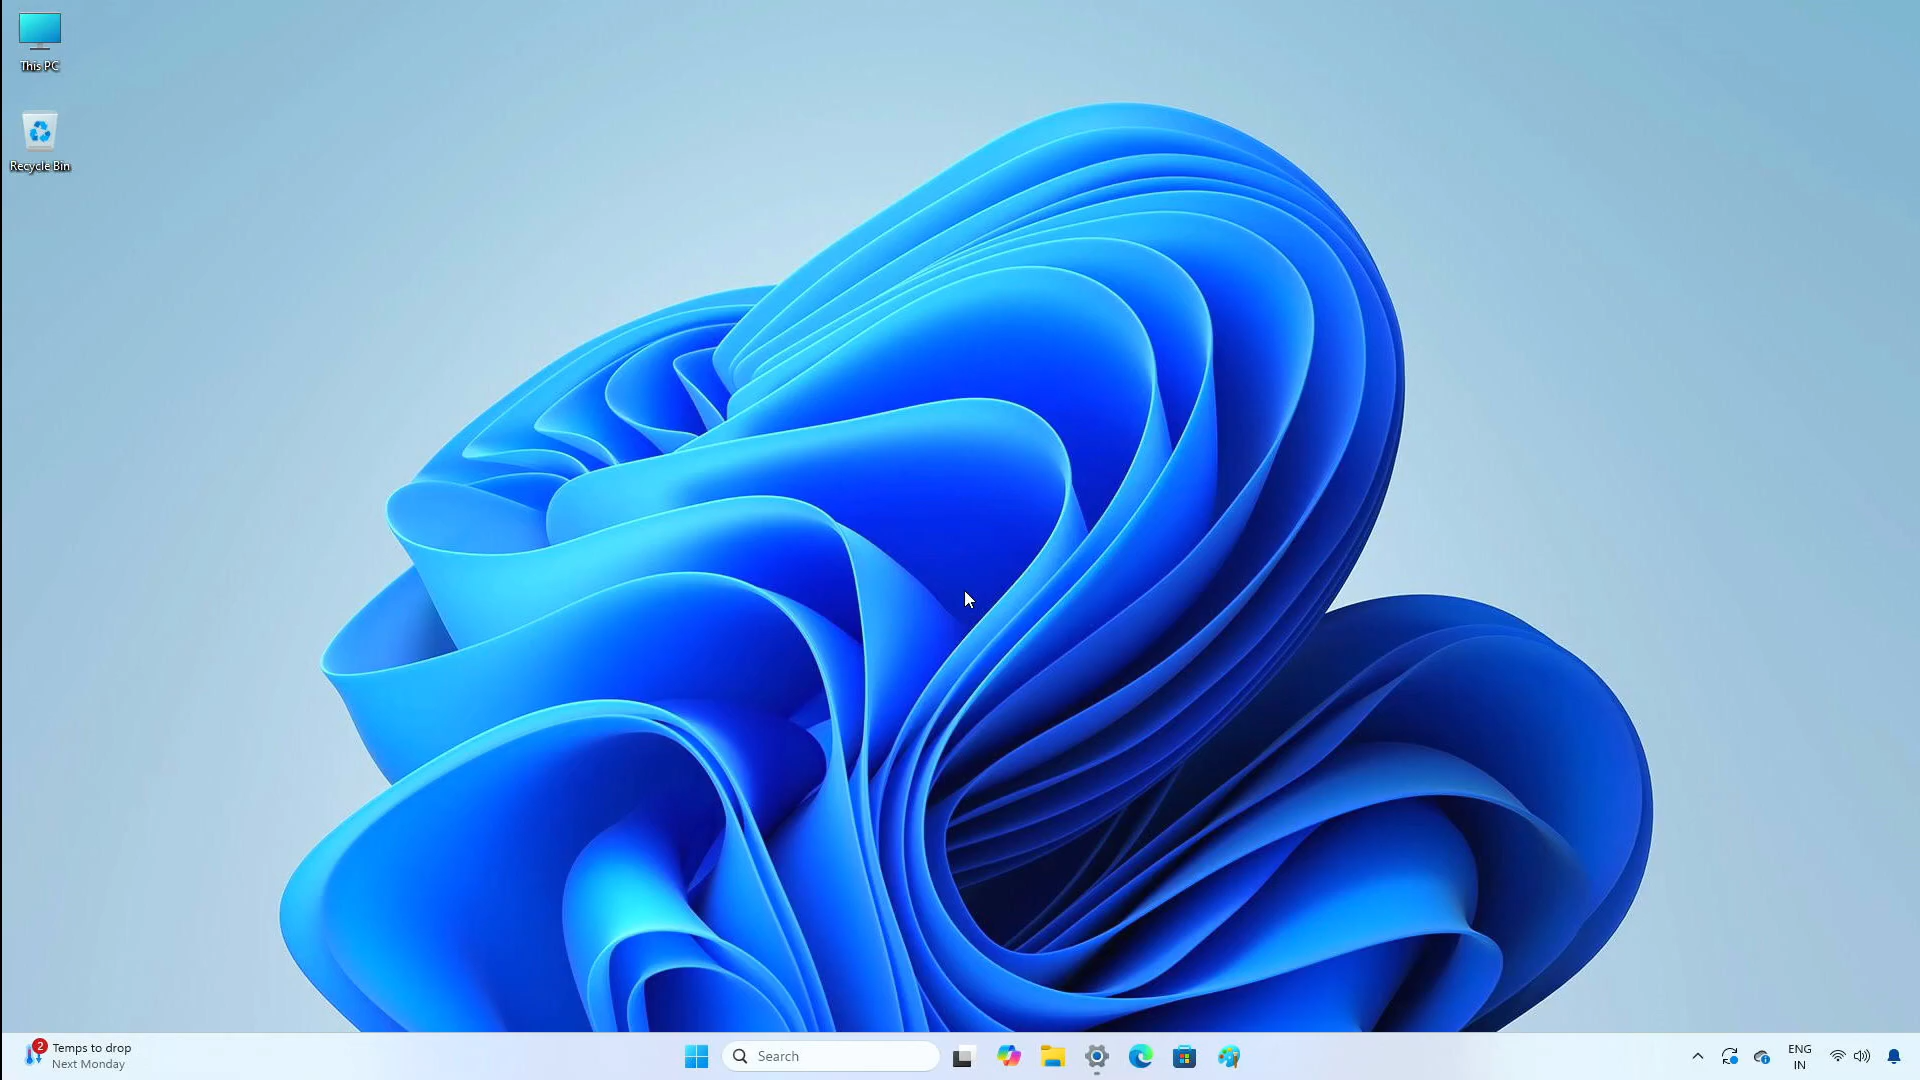 This PC
Recycle Bin
2
Temps to drop
Next Monday
Search
ENG
IN